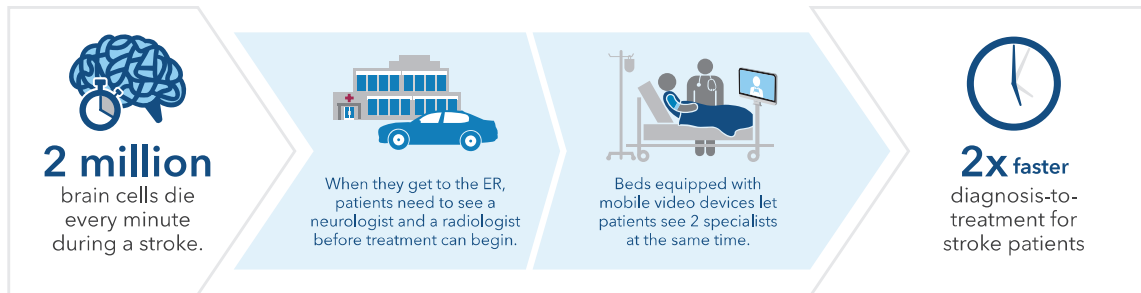 2 million
brain cells die
every minute
during a stroke.
When they get to the ER,
patients need to see a
neurologist and a radiologist
before treatment can begin.
Beds equipped with
mobile video devices let
patients see 2 specialists
at the same time.
2x faster
diagnosis-to-
treatment for
stroke patients